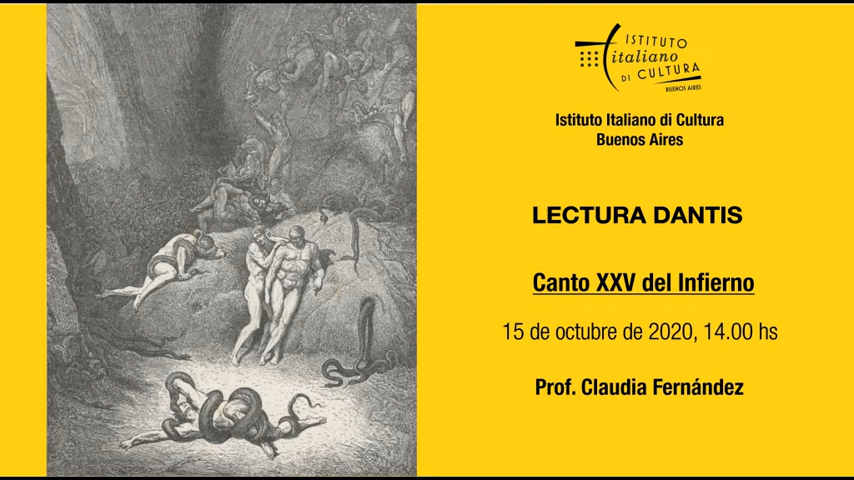 ISTITUTO
italiano
DI CULTURA
BUENOS AIRES
Istituto Italiano di Cultura
Buenos Aires
LECTURA DANTIS
Canto XXV del Infierno
15 de octubre de 2020, 14.00 hs
Prof. Claudia Fernández